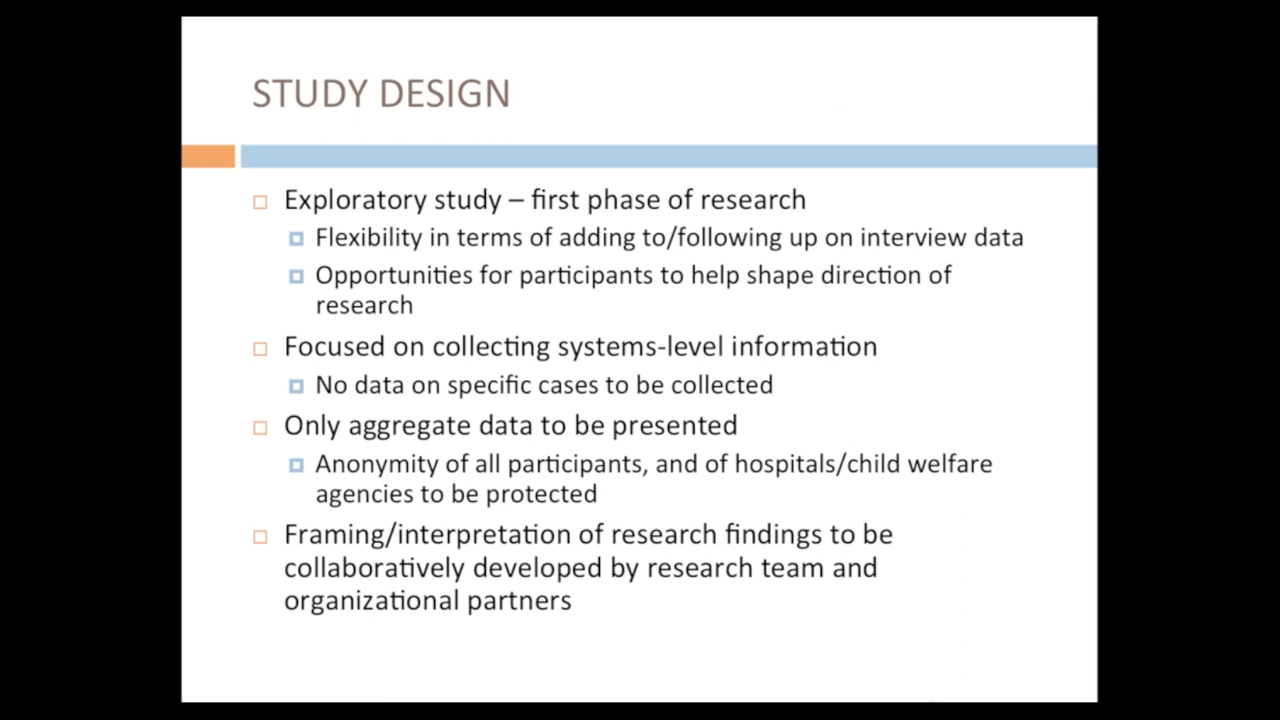 STUDY DESIGN
Exploratory study – first phase of research
Flexibility in terms of adding to/following up on interview data
Opportunities for participants to help shape direction of
research
Focused on collecting systems-level information
No data on specific cases to be collected
Only aggregate data to be presented
Anonymity of all participants, and of hospitals/child welfare
agencies to be protected
Framing/interpretation of research findings to be
collaboratively developed by research team and
organizational partners